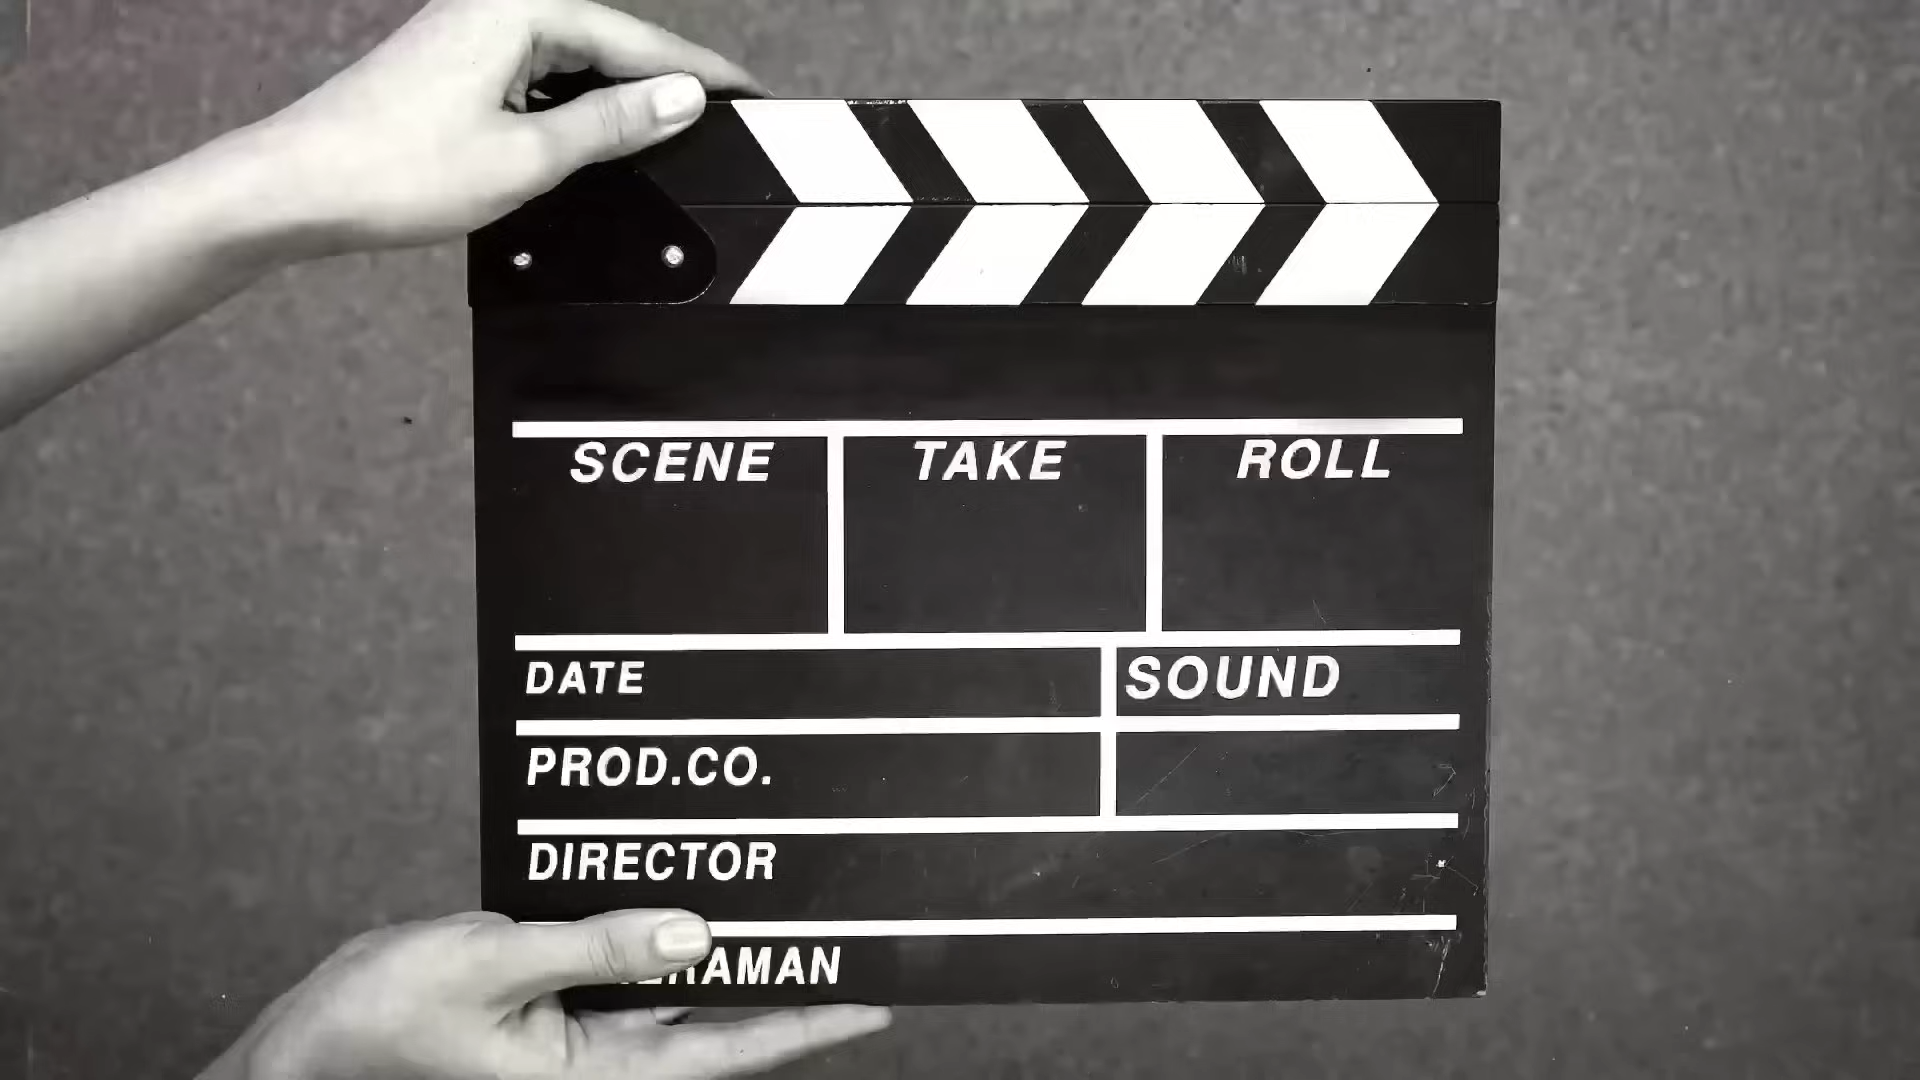 SCENE TAKE ROLL
DATE SOUND
PROD.CO.
DIRECTOR